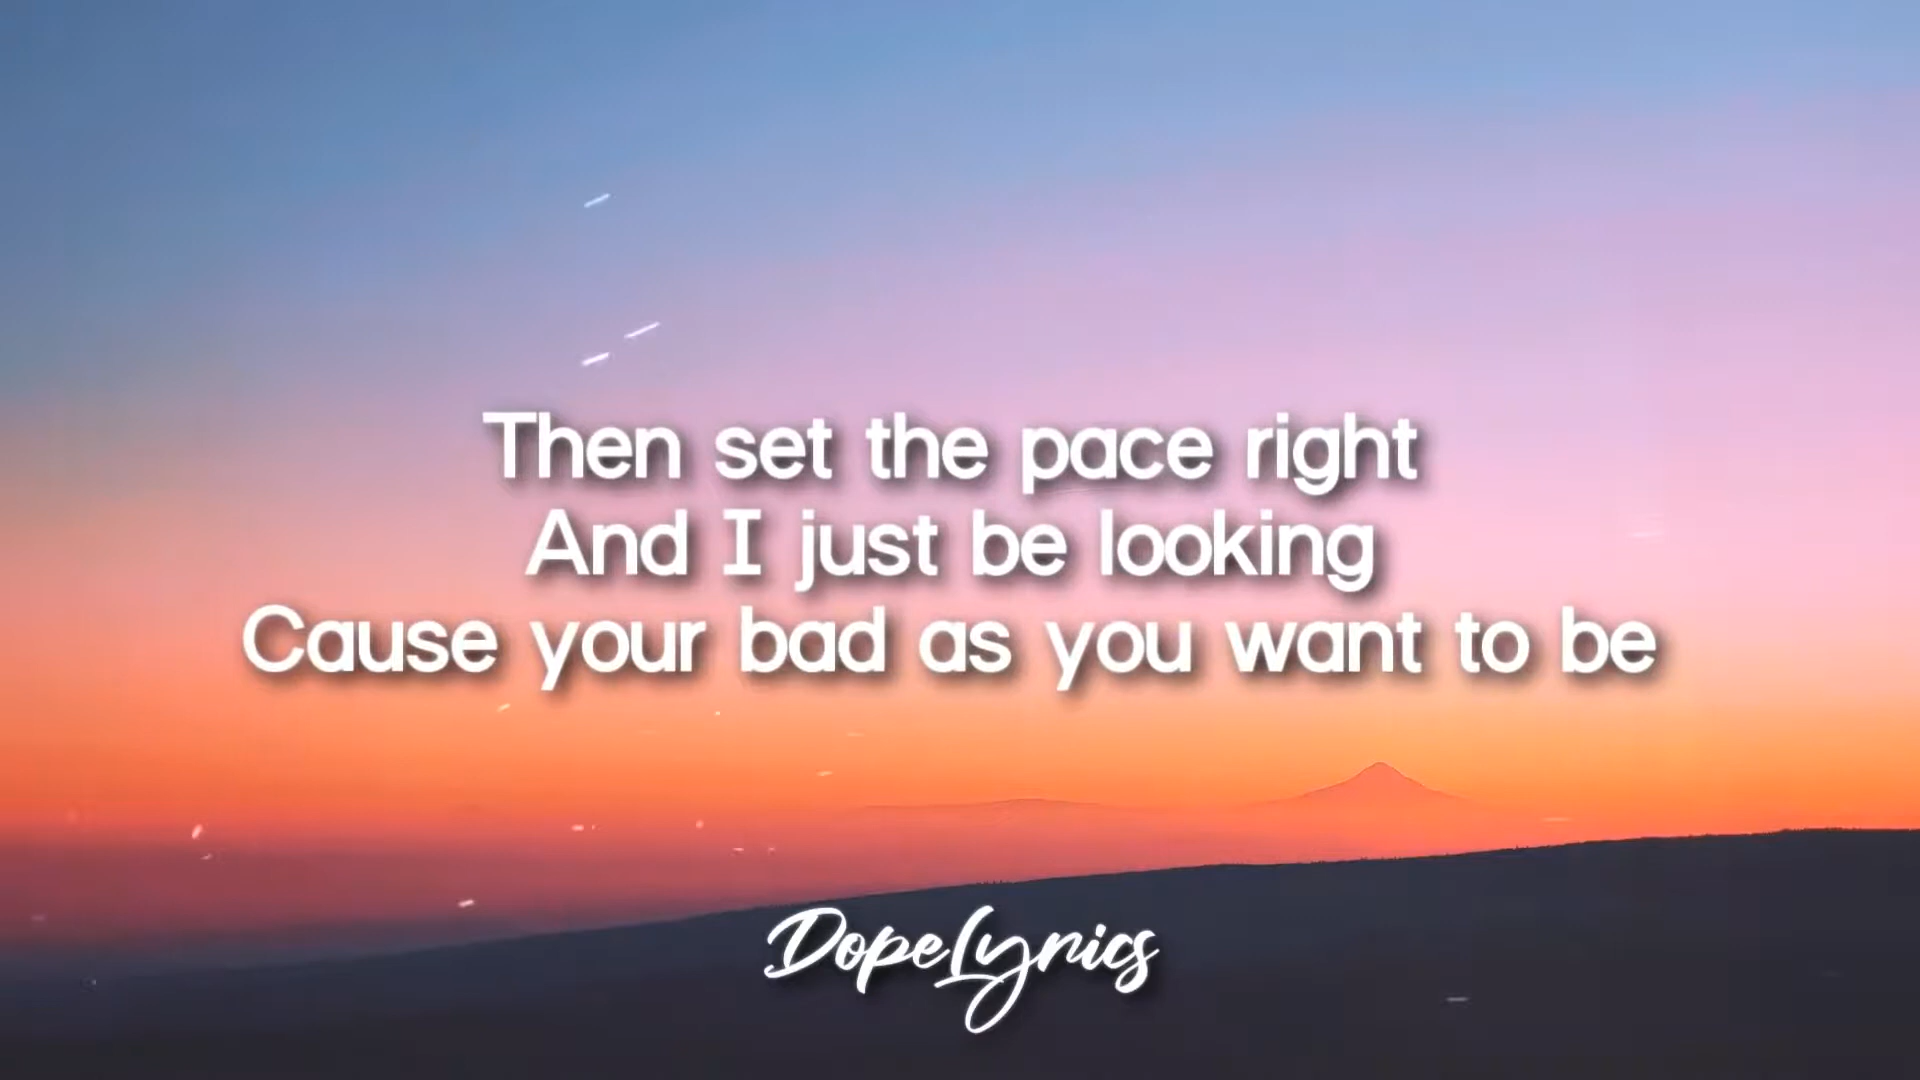 Then set the pace right
And I just be looking
Cause your bad as you want to be
DopeLyrics